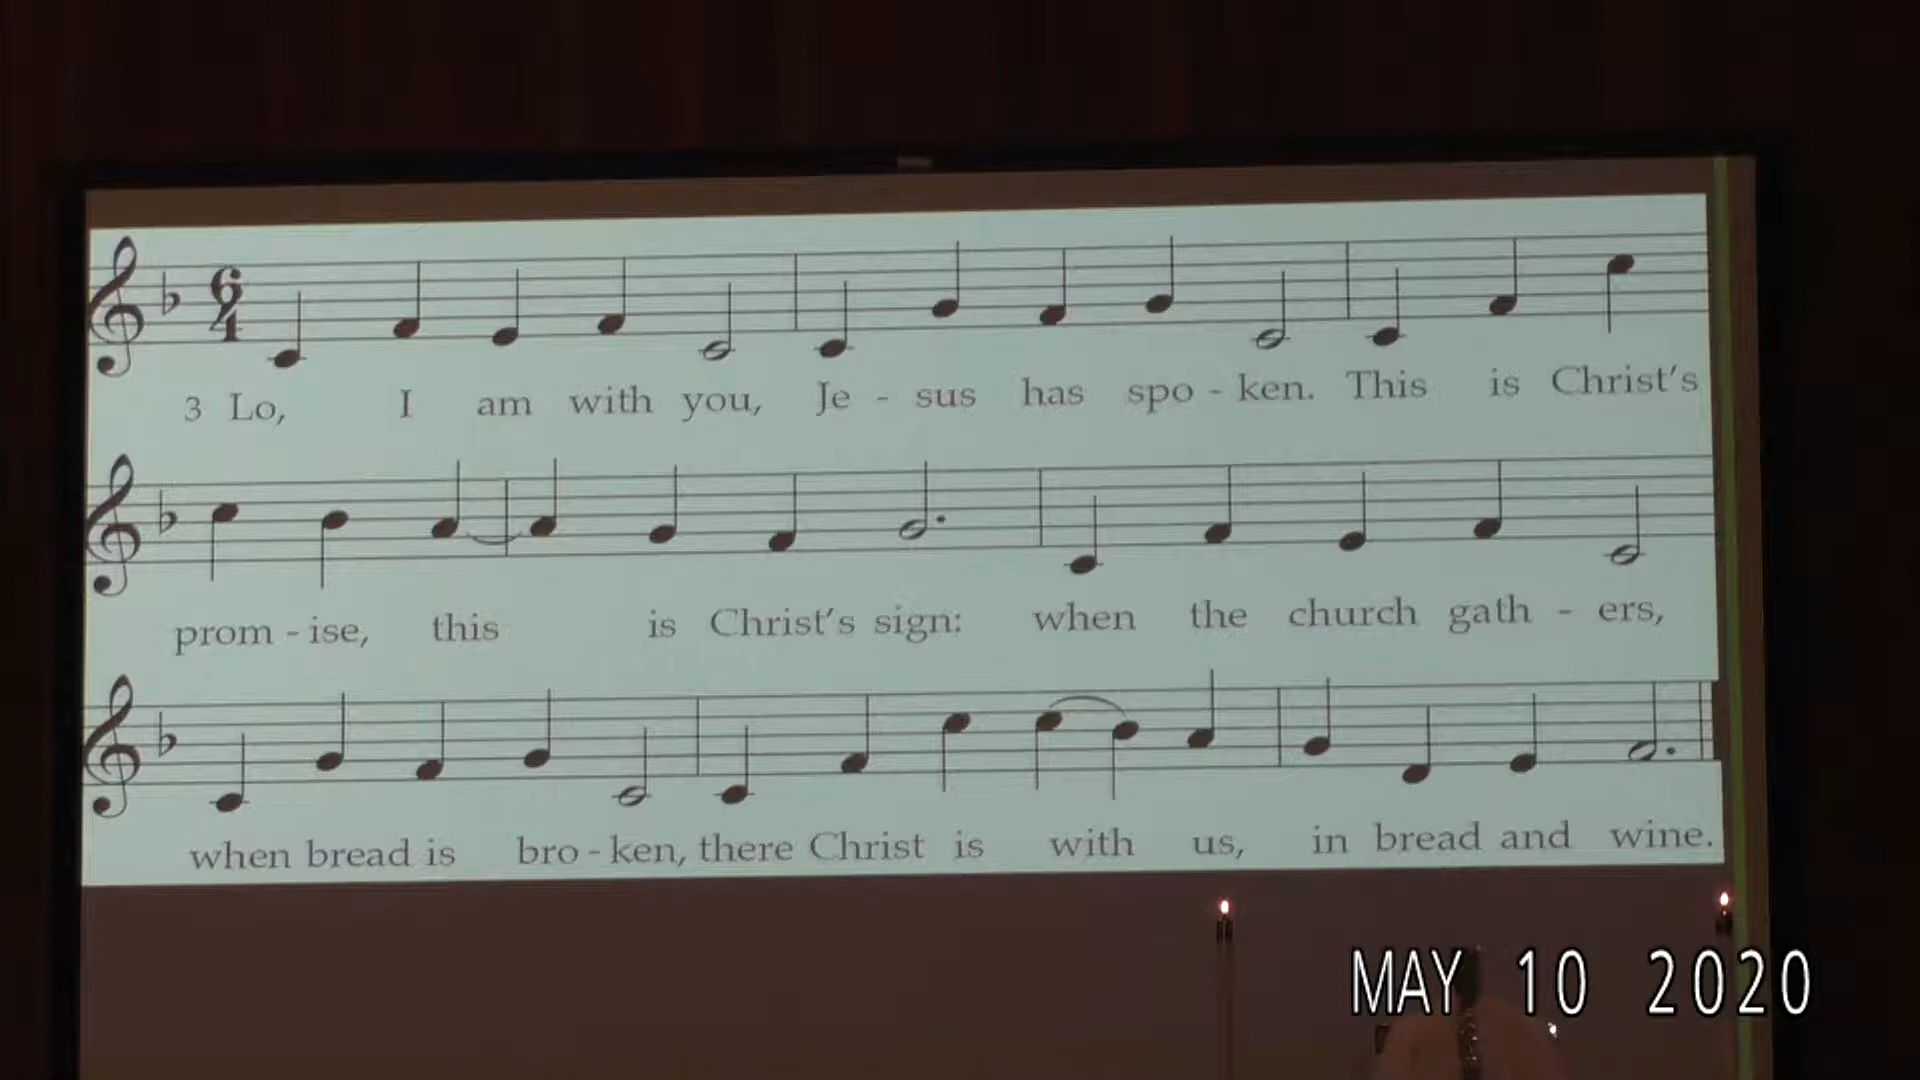 6
4
3 Lo, I am with you, Je - sus has spo - ken. This is Christ's
prom - ise, this is Christ's sign: when the church gath - ers,
when bread is bro - ken, there Christ is with us, in bread and wine.
MAY 10 2020